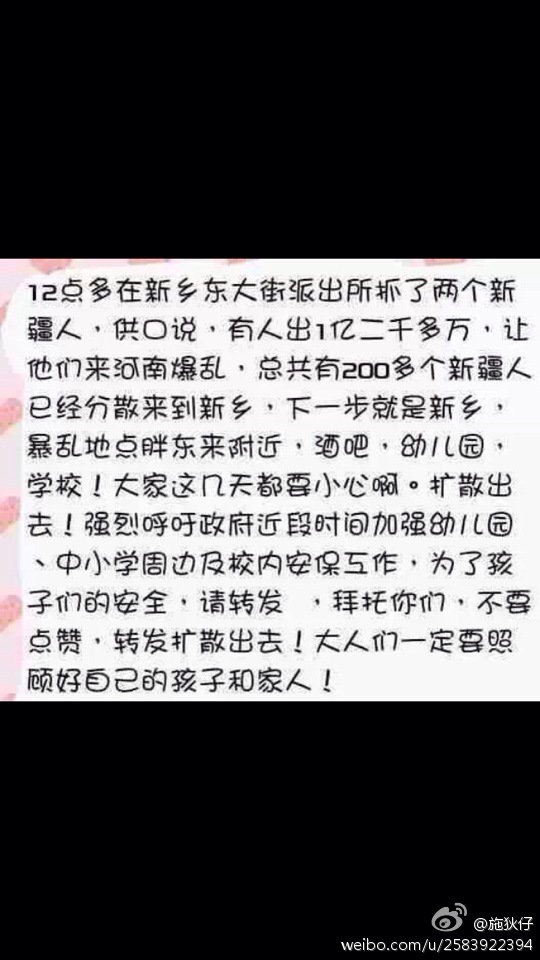 12点多在新乡东大街派出所抓了两个新
疆人，供口说，有人出1亿二千多万，让
他们来河南爆乱，总共有200多个新疆人
已经分散来到新乡，下一步就是新乡，
暴乱地点胖东来附近，酒吧，幼儿园，
学校！大家这几天都要小心啊。扩散出
去！强烈呼吁政府近段时间加强幼儿园
、中小学周边及校内安保工作，为了孩
子们的安全，请转发 ，拜托你们，不要
点赞，转发扩散出去！大人们一定要照
顾好自己的孩子和家人！
@施狄仔
weibo.com/u/2583922394